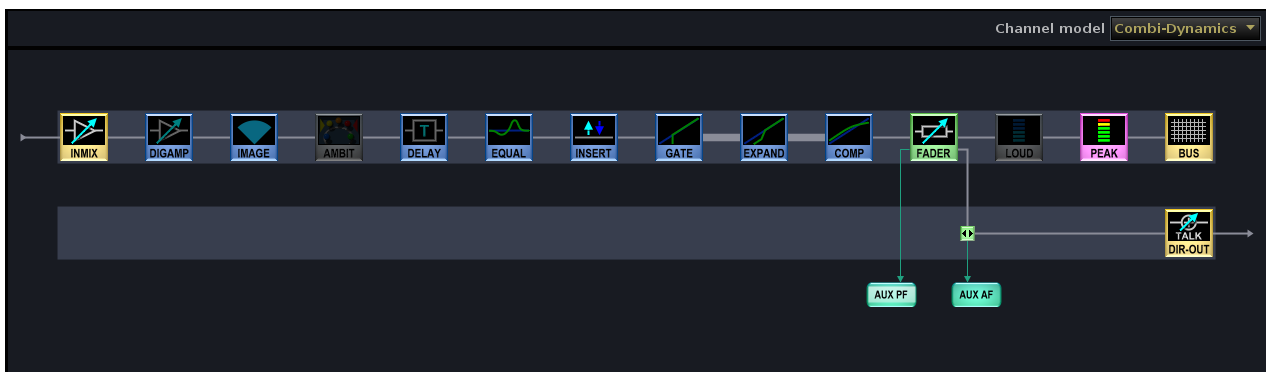 Channel model Combi-Dynamics
INMIX DIGAMP IMAGE AMBIT DELAY EQUAL INSERT GATE EXPAND COMP FADER LOUD PEAK BUS
T
TALK
DIR-OUT
AUX PF AUX AF